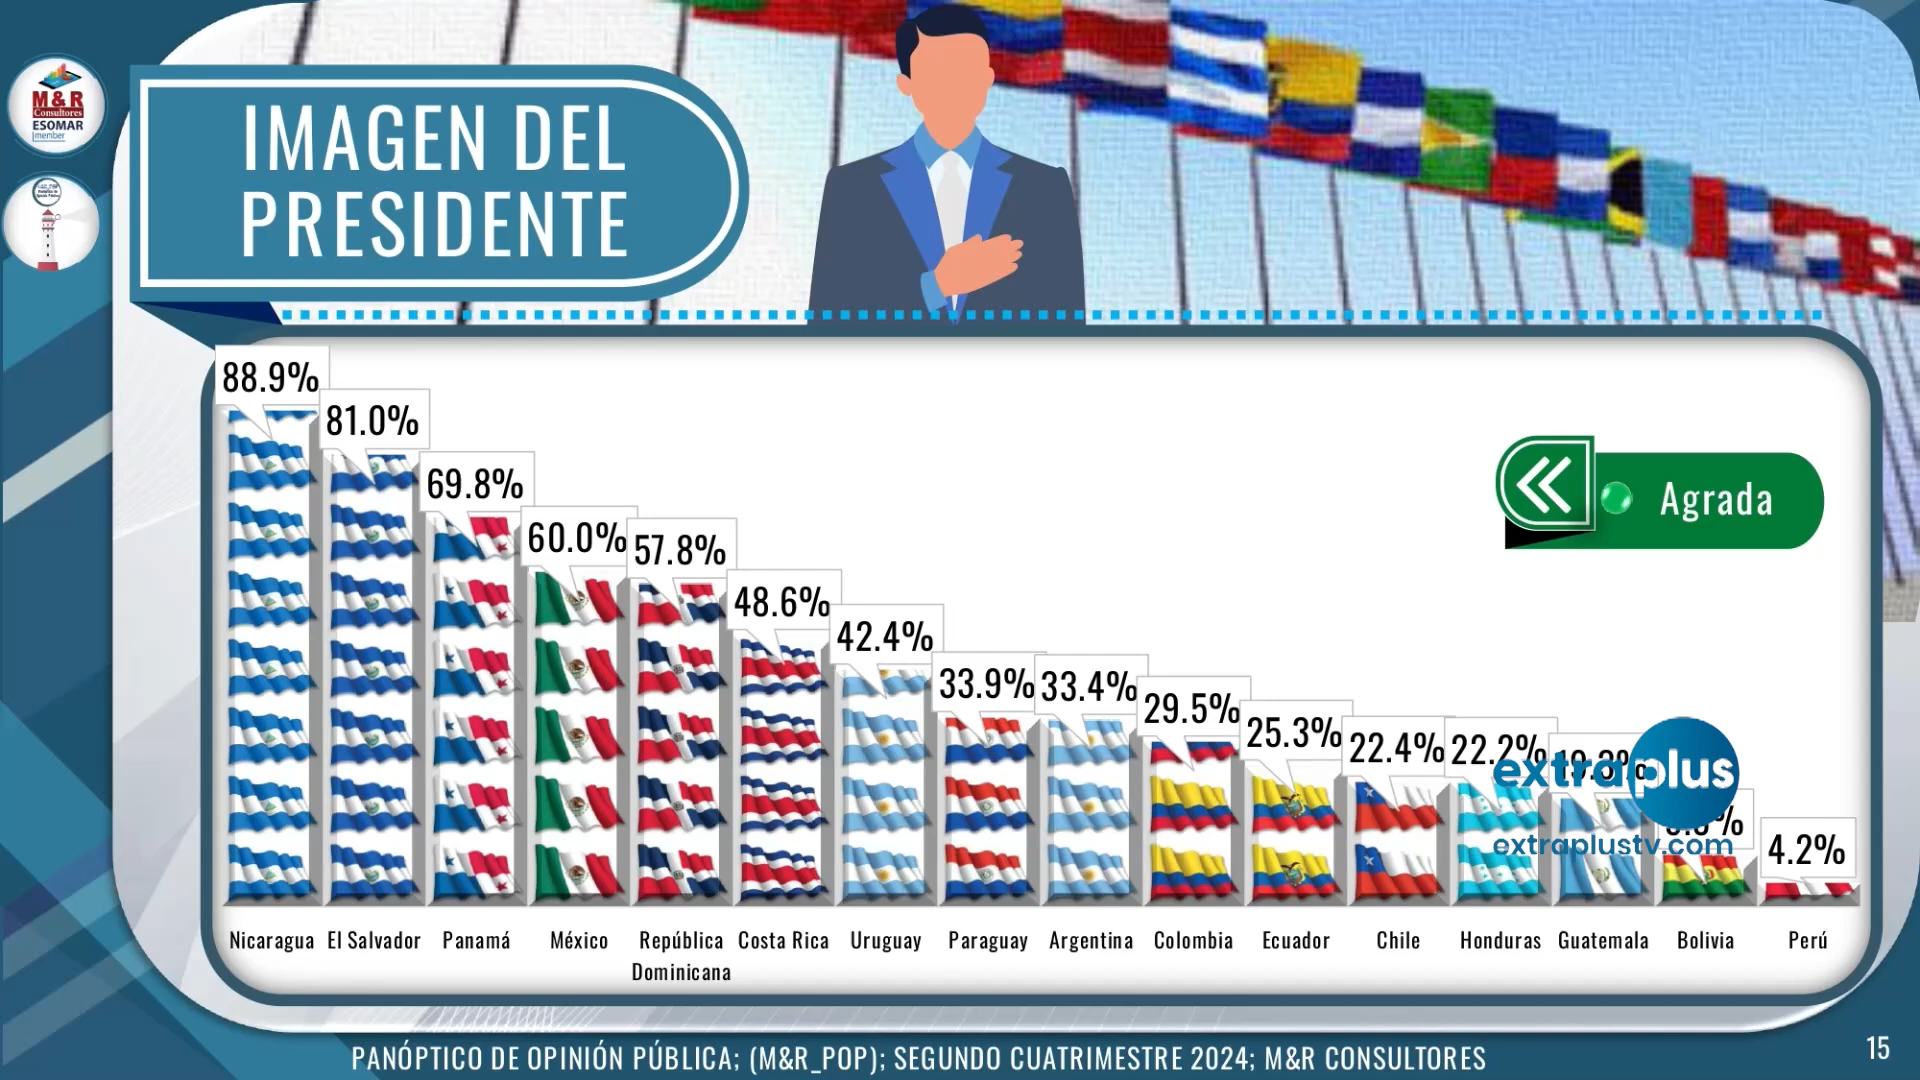 M&R
Consultores
ESOMAR
member
IMAGEN DEL
PRESIDENTE
88.9%
81.0%
69.8%
60.0%
57.8%
48.6%
42.4%
33.9%
33.4%
29.5%
25.3%
22.4%
22.2%
4.2%
Agrada
extraplus
extraplustv.com
Nicaragua El Salvador Panamá México República Costa Rica Uruguay Paraguay Argentina Colombia Ecuador Chile Honduras Guatemala Bolivia Perú
Dominicana
PANÓPTICO DE OPINIÓN PÚBLICA; (M&R_POP); SEGUNDO CUATRIMESTRE 2024; M&R CONSULTORES
15